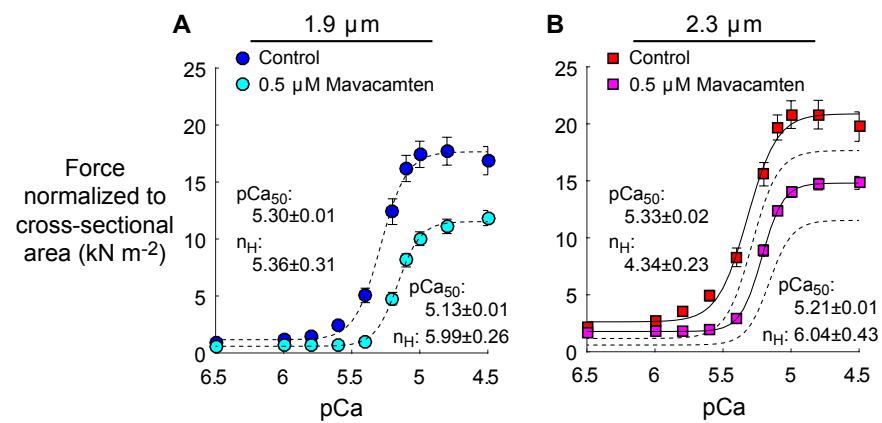 A
1.9 µm
Control
0.5 µM Mavacamten
Force
normalized to
cross-sectional
area (kN m-2)
25
20
15
10
5
0
pCa50:
5.30±0.01
nH:
5.36±0.31
pCa50:
5.13±0.01
nH: 5.99±0.26
6.5
6
5.5
5
4.5
pCa
B
2.3 µm
Control
0.5 µM Mavacamten
25
20
15
10
5
0
pCa50:
5.33±0.02
nH:
4.34±0.23
pCa50:
5.21±0.01
nH: 6.04±0.43
6.5
6
5.5
5
4.5
pCa